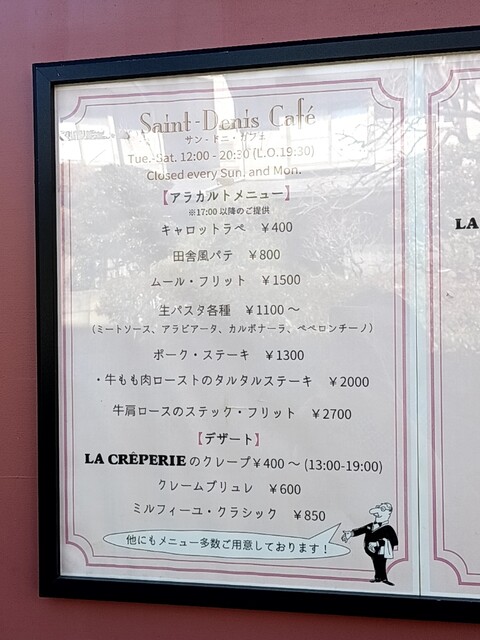 Saint-Denis Café
サン-ドニ・カフェ
Tue.-Sat. 12:00 - 20:30 (L.O.19:30)
Closed every Sun. and Mon.
【アラカルトメニュー】
※17:00 以降のご提供
キャロットラペ ￥400
田舎風パテ ￥800
ムール・フリット ￥1500
生パスタ各種 ￥1100～
（ミートソース、アラビアータ、カルボナーラ、ペペロンチーノ）
ポーク・ステーキ ￥1300
・牛もも肉ローストのタルタルステーキ ￥2000
牛肩ロースのステック・フリット ￥2700
【デザート】
LA CRÊPERIE のクレープ￥400～ (13:00-19:00)
クレームブリュレ ￥600
ミルフィーユ・クラシック ￥850
他にもメニュー多数ご用意しております！
LA